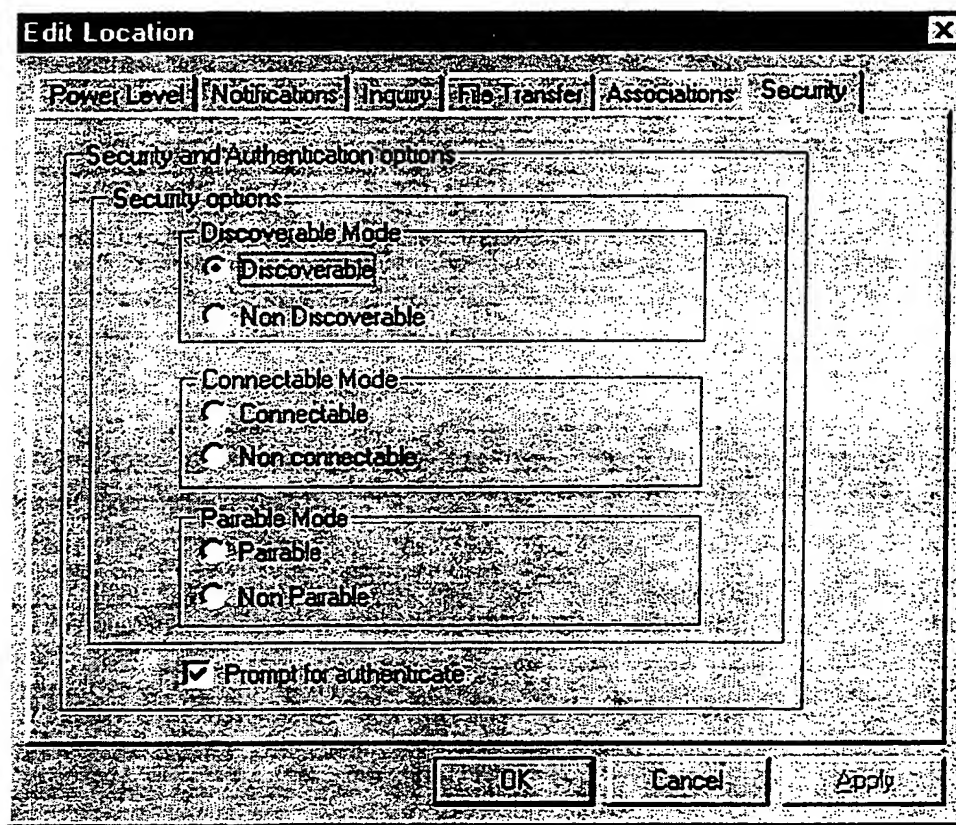 Edit Location
Power Level Notifications Inquiry File Transfer Associations Security
Security and Authentication options
Security options
Discoverable Mode
Discoverable
Non Discoverable
Connectable Mode
Connectable
Non connectable
Pairable Mode
Pairable
Non Pairable
Prompt for authenticate
OK Cancel Apply